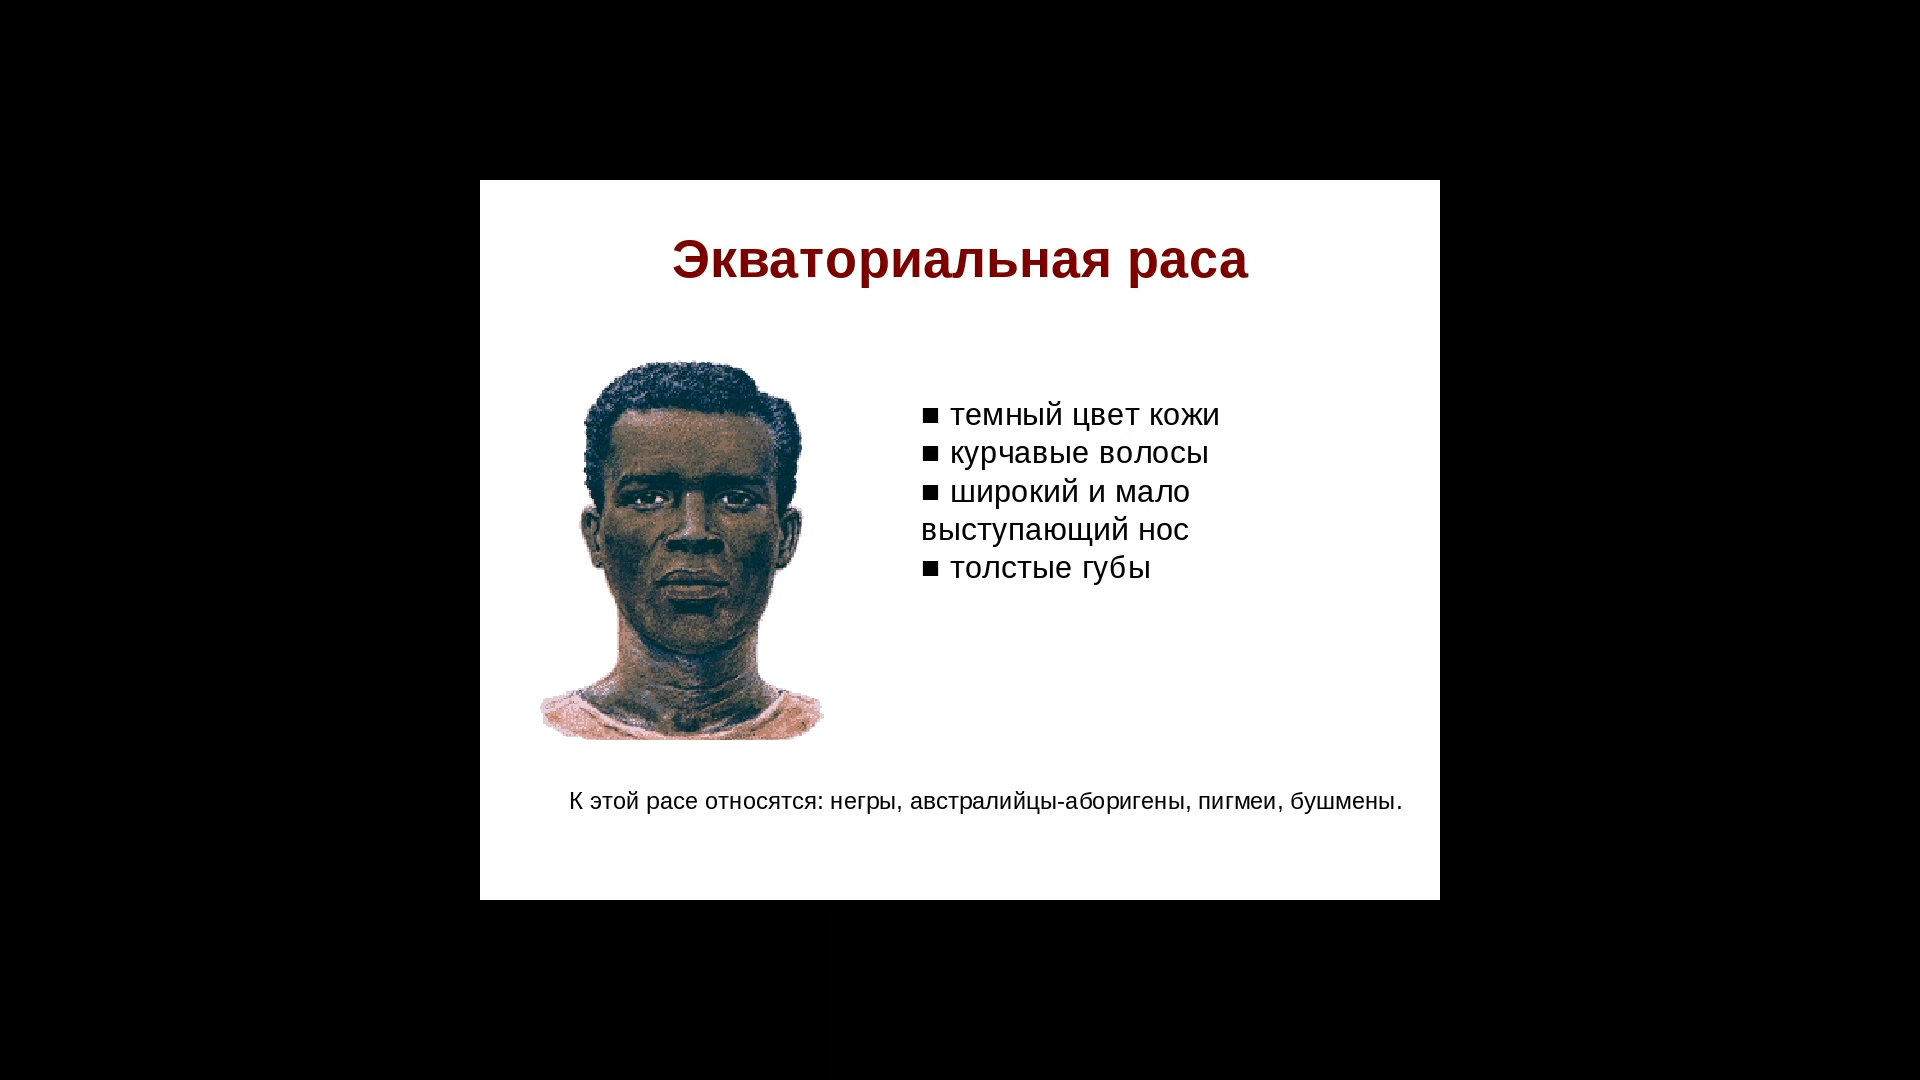 Экваториальная раса
■ темный цвет кожи
■ курчавые волосы
■ широкий и мало
выступающий нос
■ толстые губы
К этой расе относятся: негры, австралийцы-аборигены, пигмеи, бушмены.